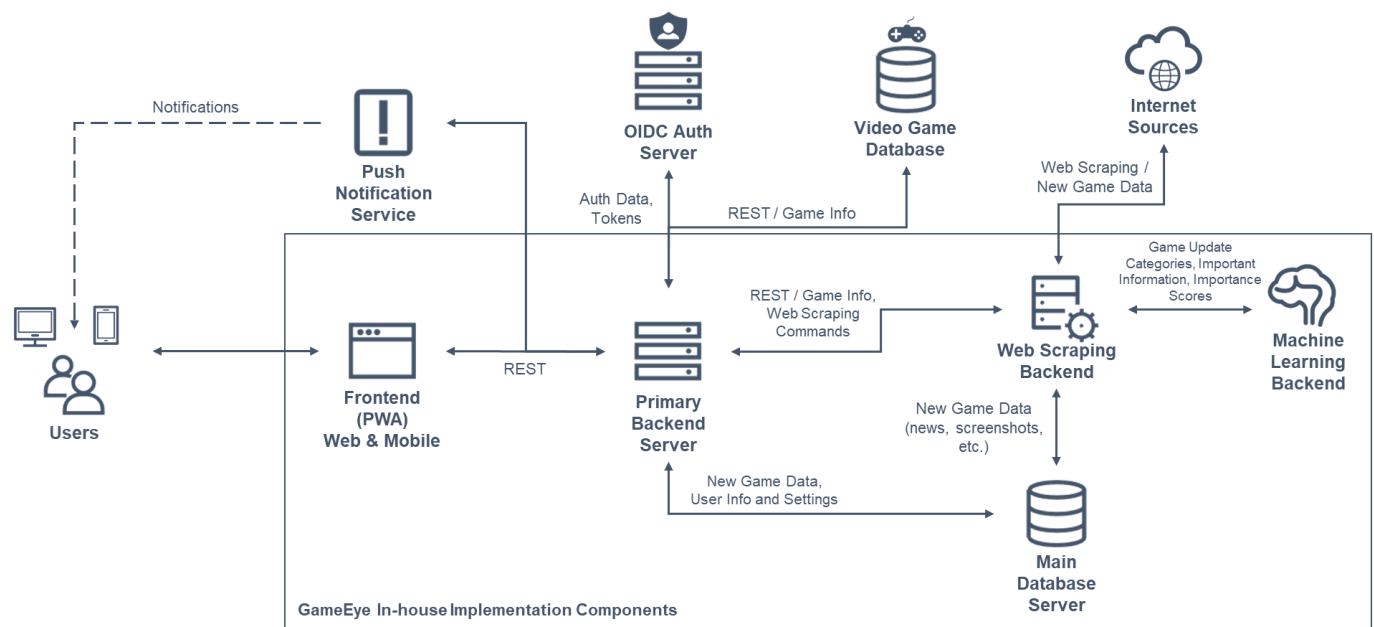 Notifications
Push
Notification
Service
OIDC Auth
Server
Video Game
Database
Internet
Sources
Auth Data,
Tokens
REST / Game Info
Web Scraping /
New Game Data
Game Update
Categories, Important
Information, Importance
Scores
REST / Game Info,
Web Scraping
Commands
Users
Frontend
(PWA)
Web & Mobile
REST
Primary
Backend
Server
Web Scraping
Backend
Machine
Learning
Backend
New Game Data
(news, screenshots,
etc.)
New Game Data,
User Info and Settings
Main
Database
Server
GameEye In-house Implementation Components